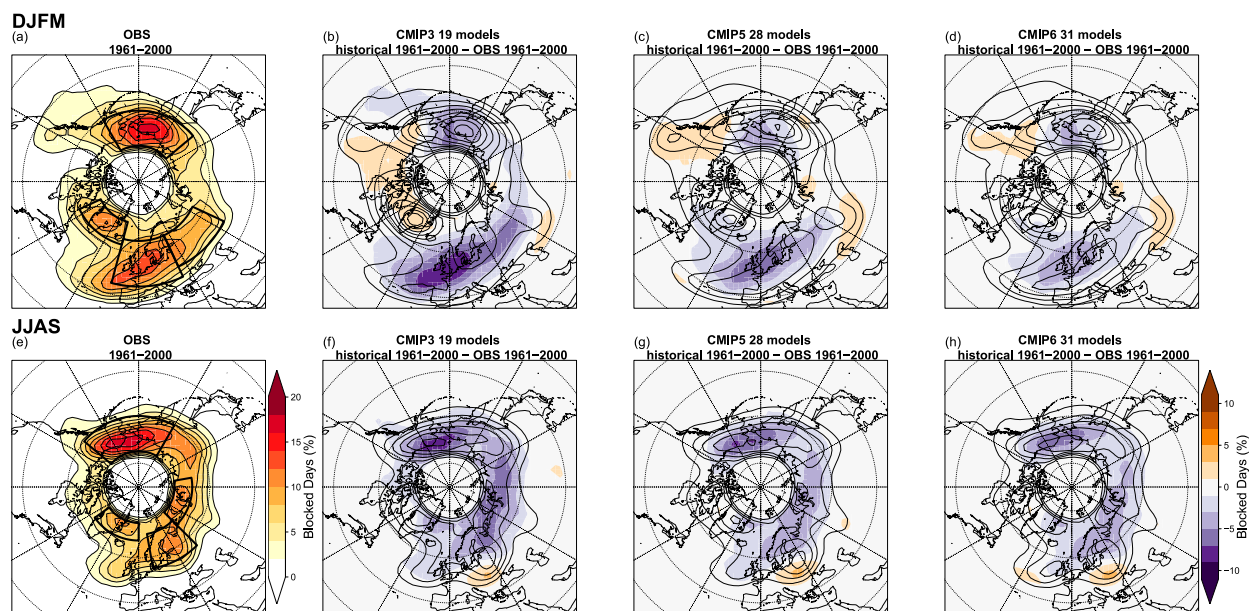 DJFM
(a)
OBS
1961−2000
(b)
CMIP3 19 models
historical 1961−2000 − OBS 1961−2000
(c)
CMIP5 28 models
historical 1961−2000 − OBS 1961−2000
(d)
CMIP6 31 models
historical 1961−2000 − OBS 1961−2000
JJAS
(e)
OBS
1961−2000
(f)
CMIP3 19 models
historical 1961−2000 − OBS 1961−2000
(g)
CMIP5 28 models
historical 1961−2000 − OBS 1961−2000
(h)
CMIP6 31 models
historical 1961−2000 − OBS 1961−2000
20
15
10
5
0
Blocked Days (%)
10
5
0
−5
−10
Blocked Days (%)